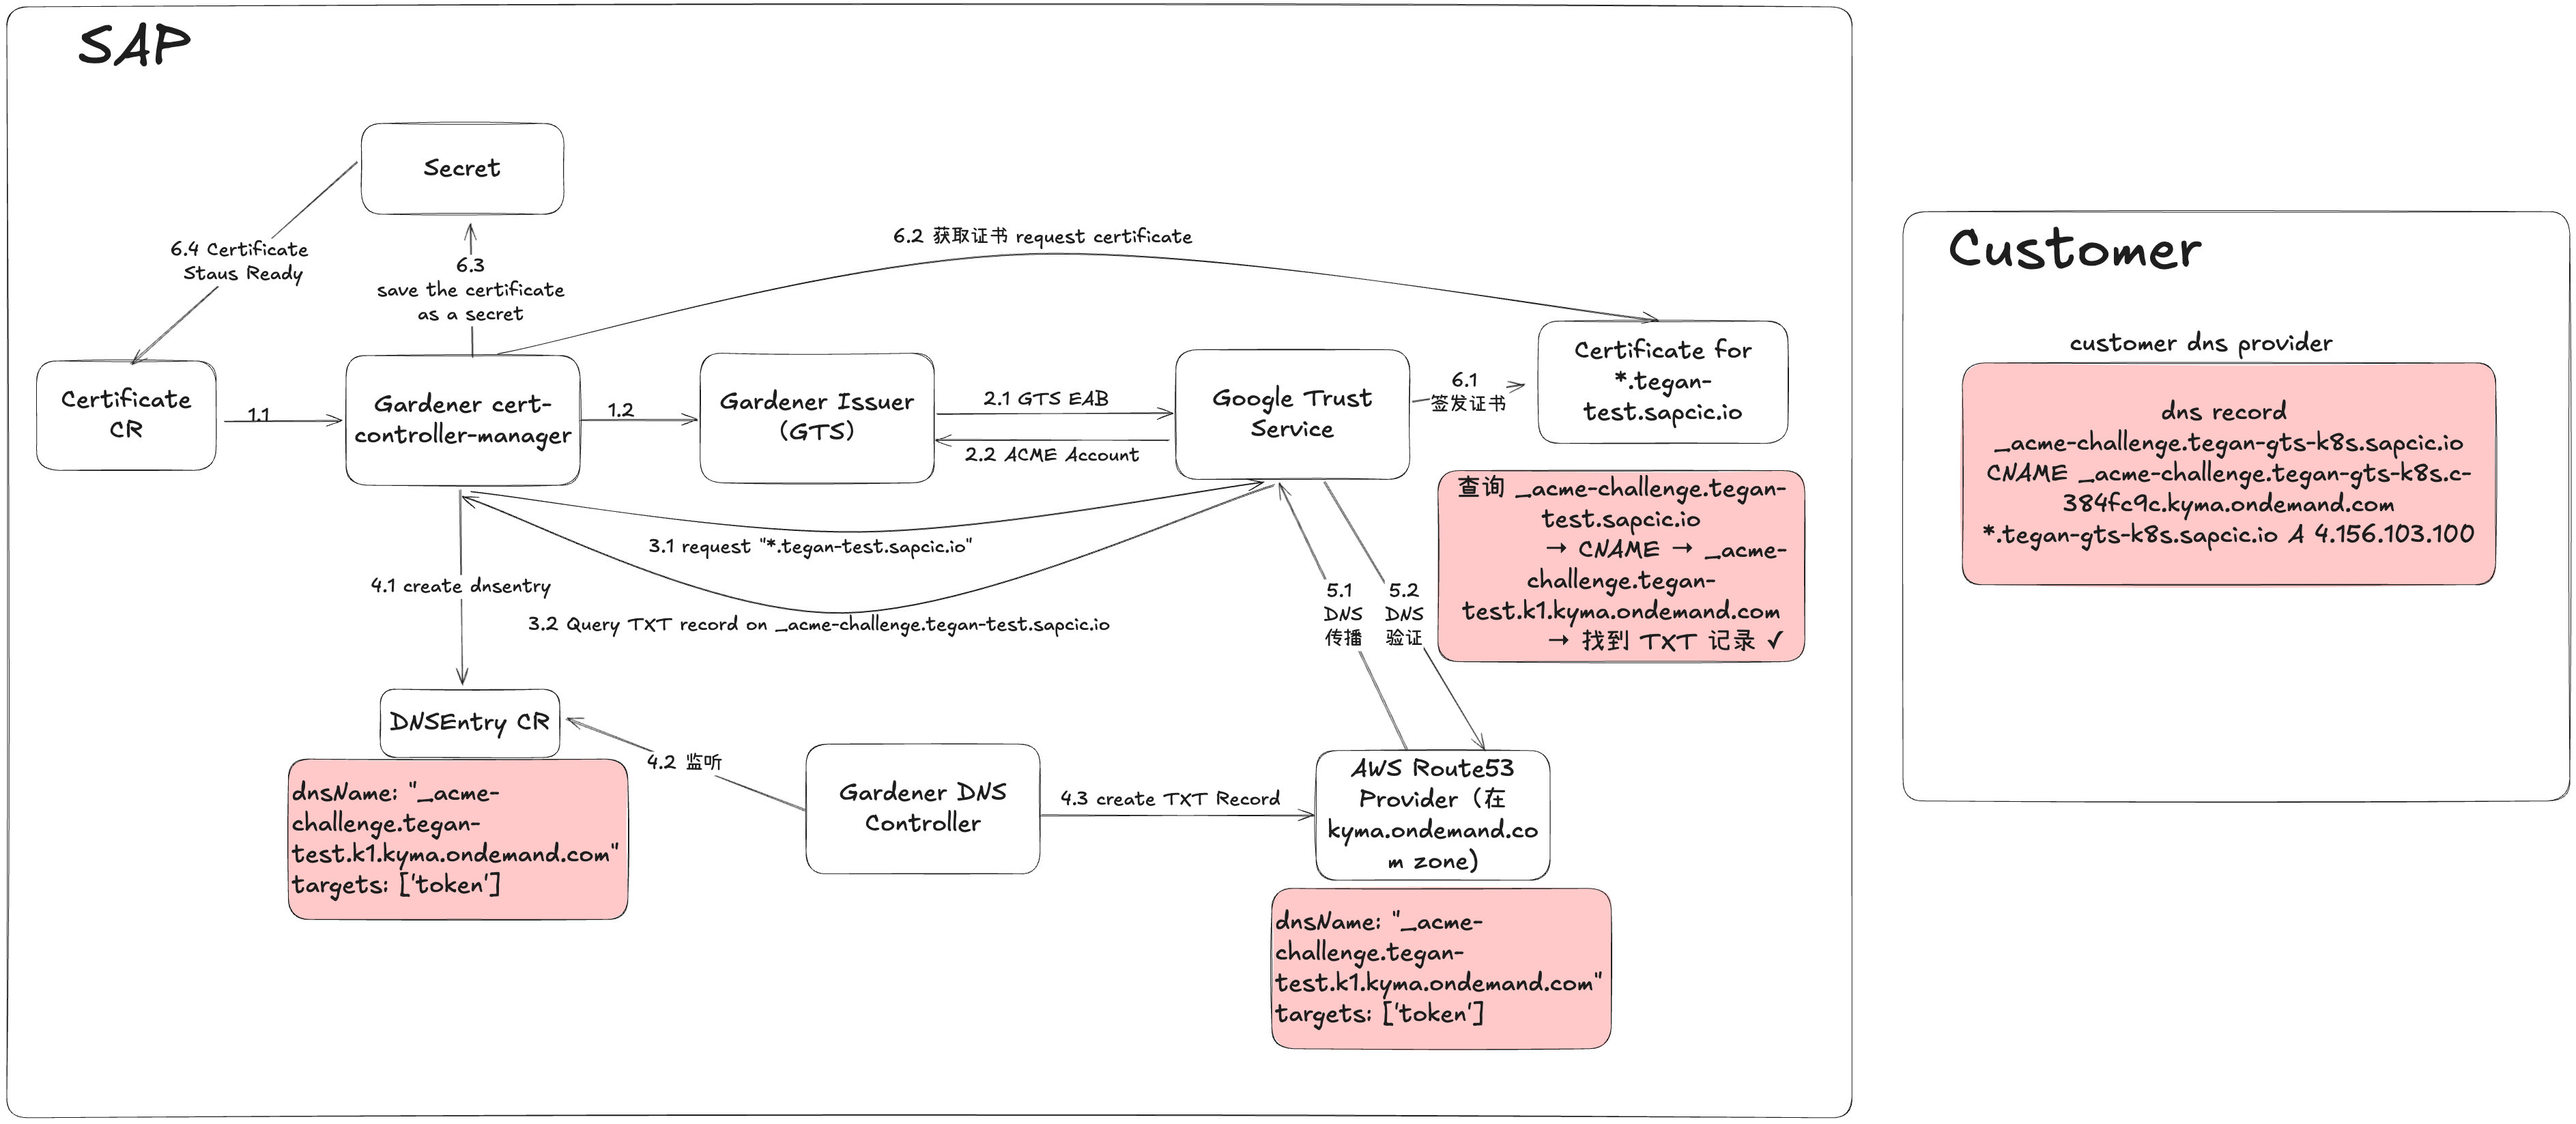 SAP
Secret
6.4 Certificate
Staus Ready
6.3
save the certificate
as a secret
6.2 获取证书 request certificate
Certificate
CR
1.1
Gardener cert-
controller-manager
1.2
Gardener Issuer
(GTS)
2.1 GTS EAB
2.2 ACME Account
Google Trust
Service
6.1
签发证书
Certificate for
*.tegan-
test.sapcic.io
查询 _acme-challenge.tegan-
test.sapcic.io
→ CNAME → _acme-
challenge.tegan-
test.k1.kyma.ondemand.com
→ 找到 TXT 记录 ✓
3.1 request "*.tegan-test.sapcic.io"
3.2 Query TXT record on _acme-challenge.tegan-test.sapcic.io
4.1 create dnsentry
5.1
DNS
传播
5.2
DNS
验证
DNSEntry CR
dnsName: "_acme-
challenge.tegan-
test.k1.kyma.ondemand.com"
targets: ['token']
4.2 监听
Gardener DNS
Controller
4.3 create TXT Record
AWS Route53
Provider（在
kyma.ondemand.co
m zone)
dnsName: "_acme-
challenge.tegan-
test.k1.kyma.ondemand.com"
targets: ['token']
Customer
customer dns provider
dns record
_acme-challenge.tegan-gts-k8s.sapcic.io
CNAME _acme-challenge.tegan-gts-k8s.c-
384fc9c.kyma.ondemand.com
*.tegan-gts-k8s.sapcic.io A 4.156.103.100